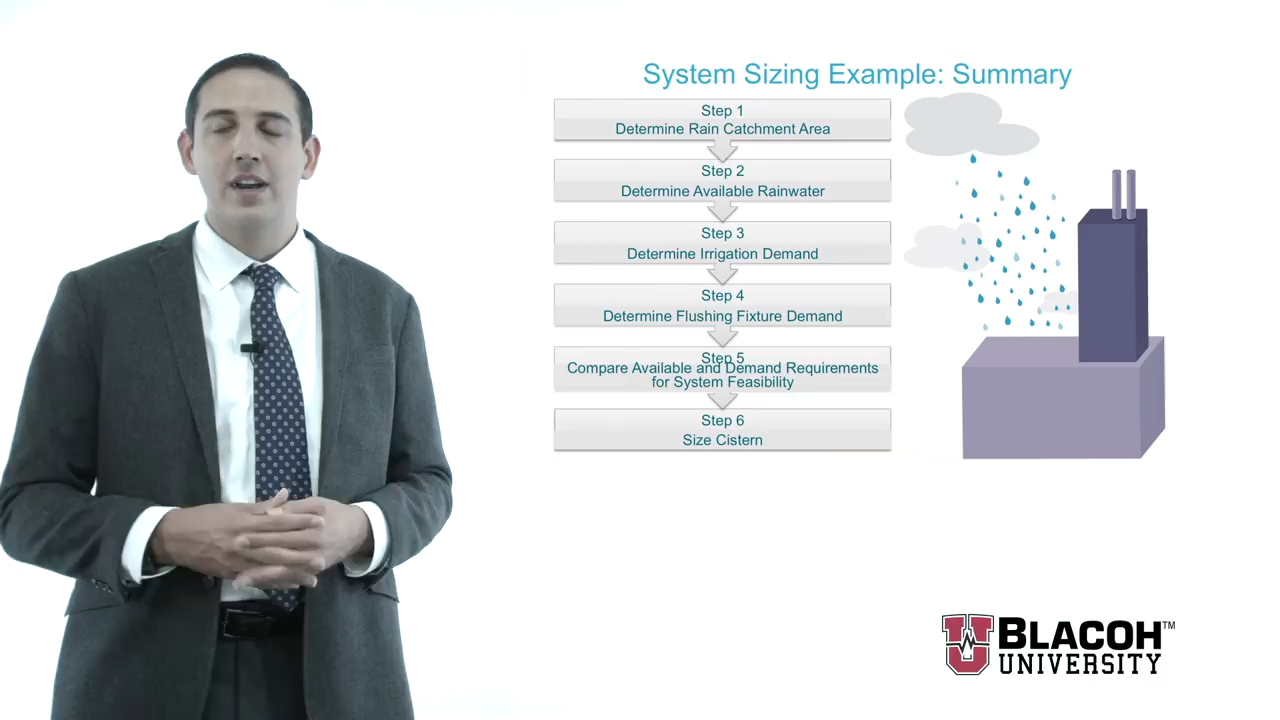 System Sizing Example: Summary
Step 1
Determine Rain Catchment Area
Step 2
Determine Available Rainwater
Step 3
Determine Irrigation Demand
Step 4
Determine Flushing Fixture Demand
Step 5
Compare Available and Demand Requirements
for System Feasibility
Step 6
Size Cistern
U BLACOH™
UNIVERSITY